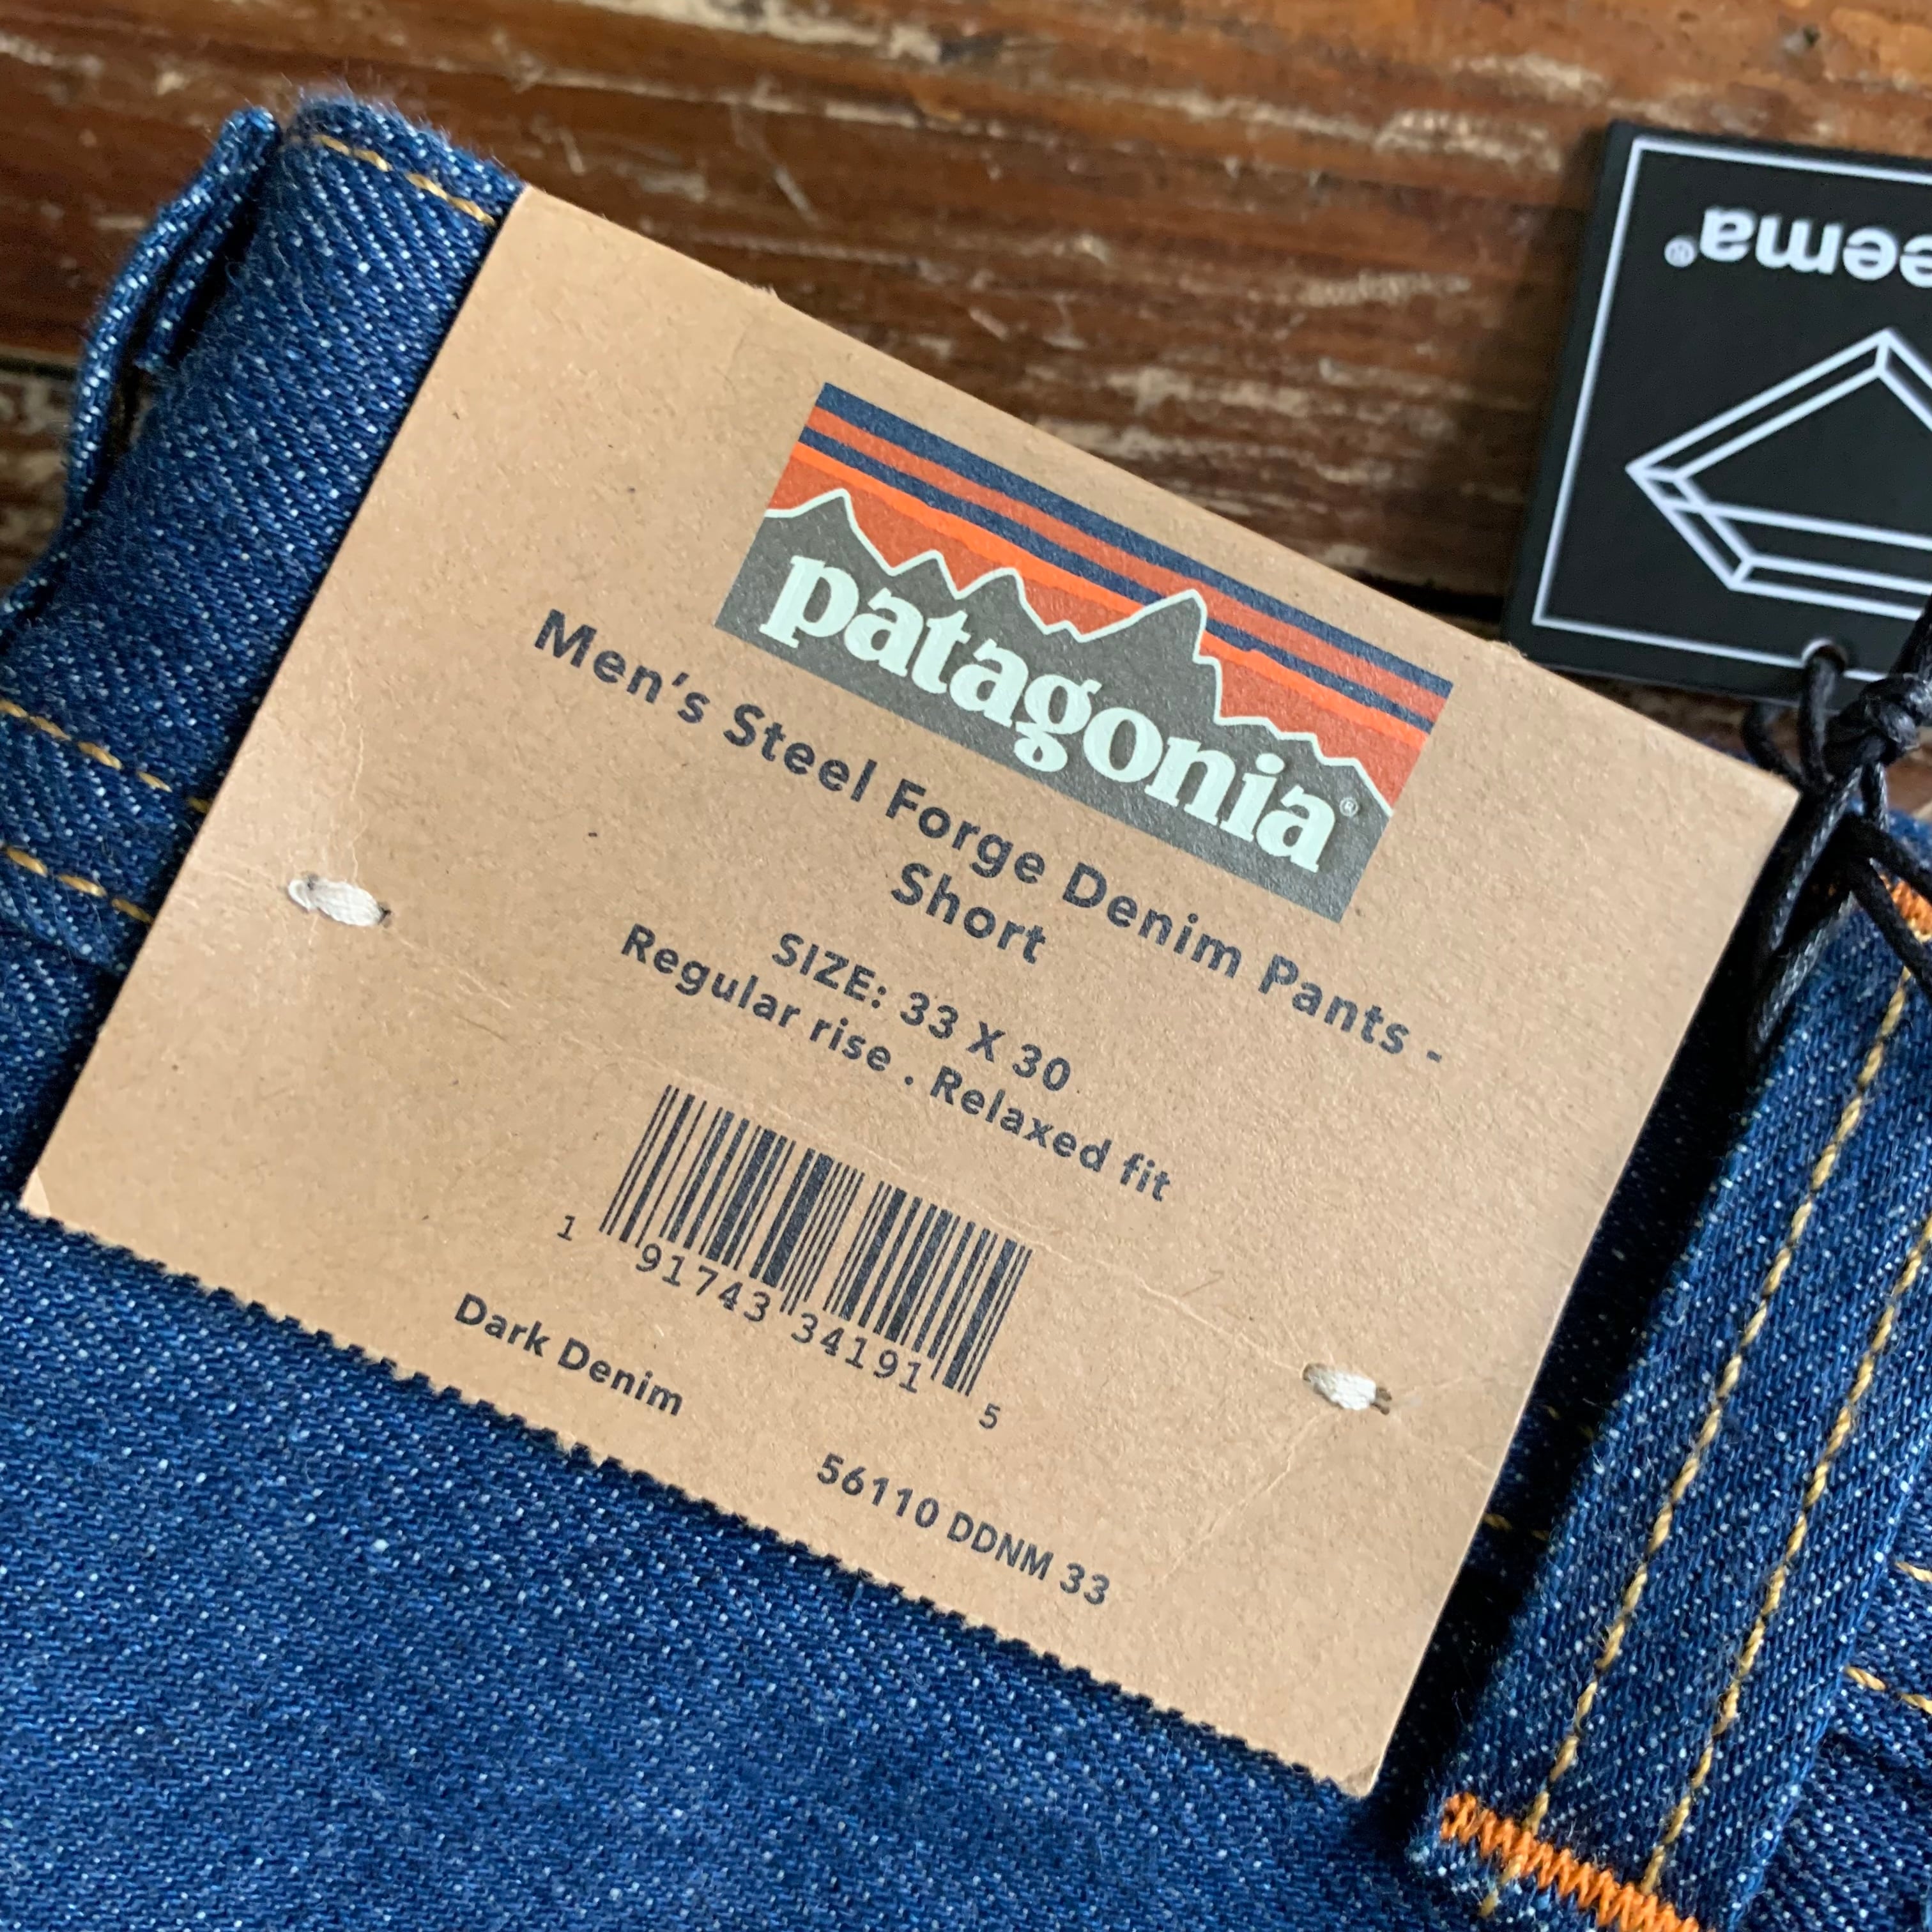 patagonia®
Men's Steel Forge Denim Pants -
Short
SIZE: 33 X 30
Regular rise . Relaxed fit
1 91743 34191 5
Dark Denim
56110 DDNM 33
eema®